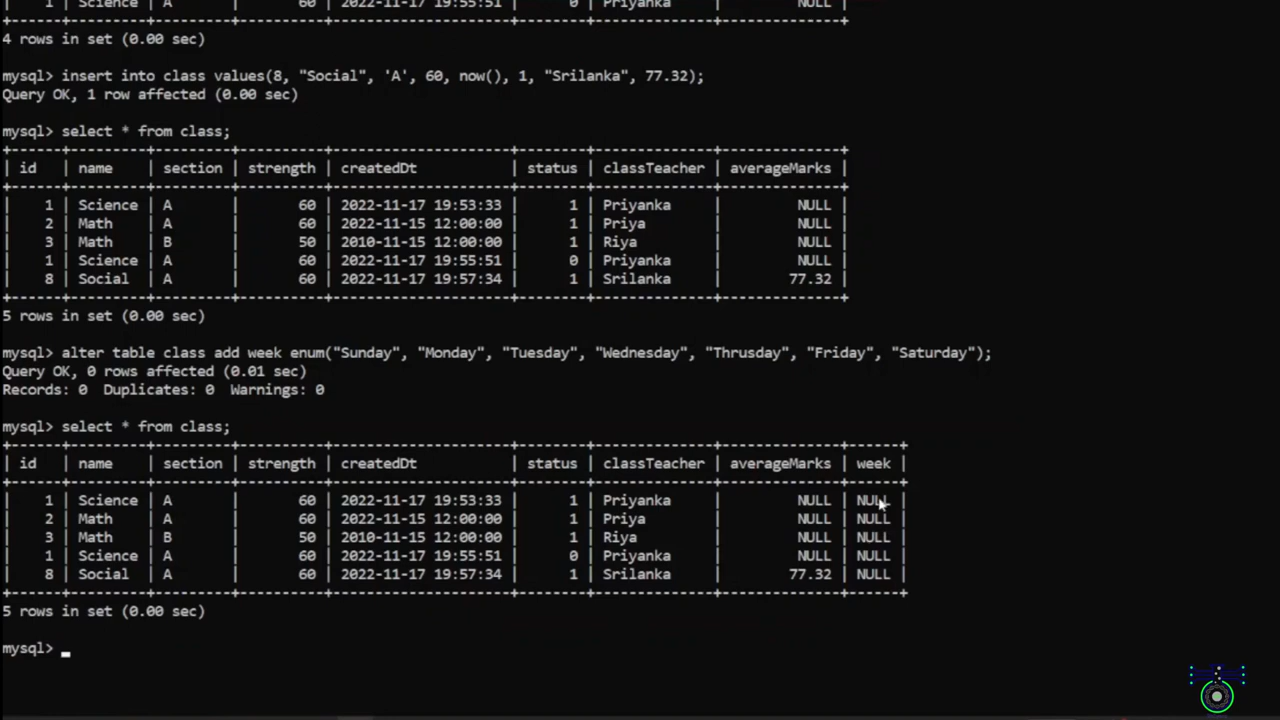 | 1 | Science | A | 60 | 2022-11-17 19:55:51 | 0 | Priyanka | NULL |
+------+---------+---------+----------+---------------------+--------+--------------+--------------+
4 rows in set (0.00 sec)
mysql> insert into class values(8, "Social", 'A', 60, now(), 1, "Srilanka", 77.32);
Query OK, 1 row affected (0.00 sec)
mysql> select * from class;
+------+---------+---------+----------+---------------------+--------+--------------+--------------+
| id | name | section | strength | createdDt | status | classTeacher | averageMarks |
+------+---------+---------+----------+---------------------+--------+--------------+--------------+
| 1 | Science | A | 60 | 2022-11-17 19:53:33 | 1 | Priyanka | NULL |
| 2 | Math | A | 60 | 2022-11-15 12:00:00 | 1 | Priya | NULL |
| 3 | Math | B | 50 | 2010-11-15 12:00:00 | 1 | Riya | NULL |
| 1 | Science | A | 60 | 2022-11-17 19:55:51 | 0 | Priyanka | NULL |
| 8 | Social | A | 60 | 2022-11-17 19:57:34 | 1 | Srilanka | 77.32 |
+------+---------+---------+----------+---------------------+--------+--------------+--------------+
5 rows in set (0.00 sec)
mysql> alter table class add week enum("Sunday", "Monday", "Tuesday", "Wednesday", "Thrusday", "Friday", "Saturday");
Query OK, 0 rows affected (0.01 sec)
Records: 0 Duplicates: 0 Warnings: 0
mysql> select * from class;
+------+---------+---------+----------+---------------------+--------+--------------+--------------+------+
| id | name | section | strength | createdDt | status | classTeacher | averageMarks | week |
+------+---------+---------+----------+---------------------+--------+--------------+--------------+------+
| 1 | Science | A | 60 | 2022-11-17 19:53:33 | 1 | Priyanka | NULL | NULL |
| 2 | Math | A | 60 | 2022-11-15 12:00:00 | 1 | Priya | NULL | NULL |
| 3 | Math | B | 50 | 2010-11-15 12:00:00 | 1 | Riya | NULL | NULL |
| 1 | Science | A | 60 | 2022-11-17 19:55:51 | 0 | Priyanka | NULL | NULL |
| 8 | Social | A | 60 | 2022-11-17 19:57:34 | 1 | Srilanka | 77.32 | NULL |
+------+---------+---------+----------+---------------------+--------+--------------+--------------+------+
5 rows in set (0.00 sec)
mysql> _